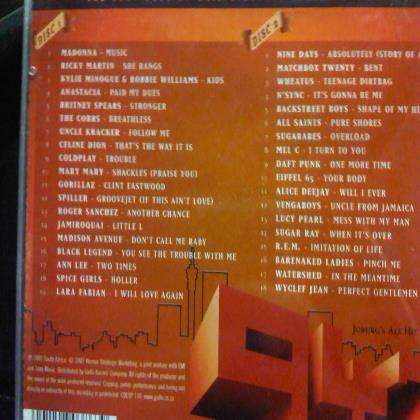 DISC 1
MADONNA - MUSIC
RICKY MARTIN - SHE BANGS
KYLIE MINOGUE & ROBBIE WILLIAMS - KIDS
ANASTACIA - PAID MY DUES
BRITNEY SPEARS - STRONGER
THE CORRS - BREATHLESS
UNCLE KRACKER - FOLLOW ME
CELINE DION - THAT'S THE WAY IT IS
COLDPLAY - TROUBLE
MARY MARY - SHACKLES (PRAISE YOU)
GORILLAZ - CLINT EASTWOOD
SPILLER - GROOVEJET (IF THIS AIN'T LOVE)
ROGER SANCHEZ - ANOTHER CHANCE
JAMIROQUAI - LITTLE L
MADISON AVENUE - DON'T CALL ME BABY
BLACK LEGEND - YOU SEE THE TROUBLE WITH ME
ANN LEE - TWO TIMES
SPICE GIRLS - HOLLER
LARA FABIAN - I WILL LOVE AGAIN
DISC 2
NINE DAYS - ABSOLUTELY (STORY OF A
MATCHBOX TWENTY - BENT
WHEATUS - TEENAGE DIRTBAG
N'SYNC - IT'S GONNA BE ME
BACKSTREET BOYS - SHAPE OF MY HE
ALL SAINTS - PURE SHORES
SUGABABES - OVERLOAD
MEL C - I TURN TO YOU
DAFT PUNK - ONE MORE TIME
EIFFEL 65 - YOUR BODY
ALICE DEEJAY - WILL I EVER
VENGABOYS - UNCLE FROM JAMAICA
LUCY PEARL - MESS WITH MY MAN
SUGAR RAY - WHEN IT'S OVER
R.E.M. - IMITATION OF LIFE
BARENAKED LADIES - PINCH ME
WATERSHED - IN THE MEANTIME
WYCLEF JEAN - PERFECT GENTLEMEN
JOBURG'S ALL HIT